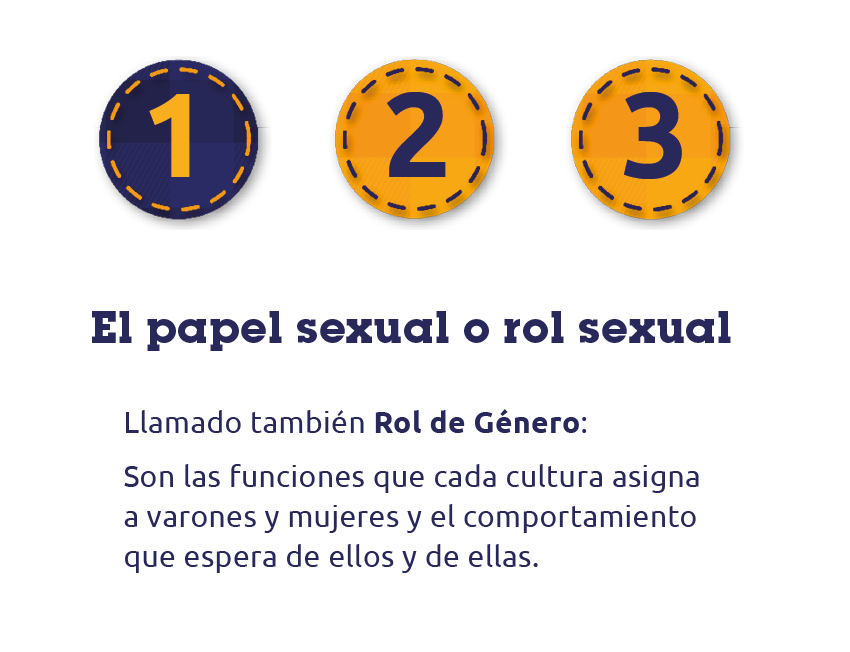 1 2 3
El papel sexual o rol sexual
Llamado también Rol de Género:
Son las funciones que cada cultura asigna
a varones y mujeres y el comportamiento
que espera de ellos y de ellas.